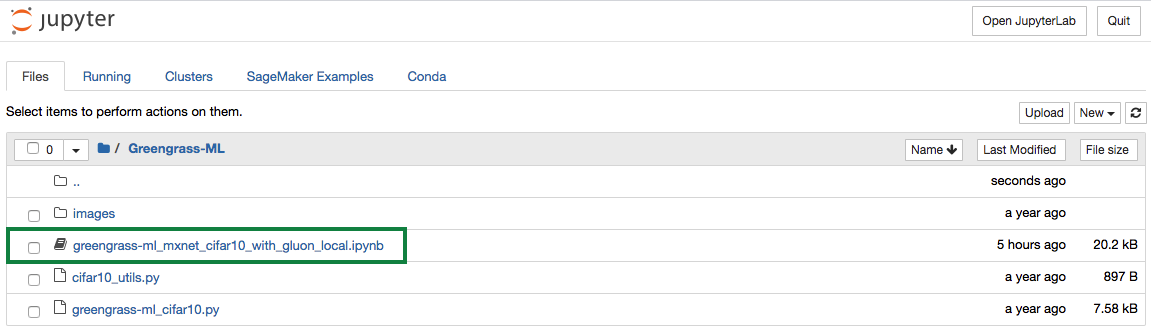 jupyter Open JupyterLab Quit
Files Running Clusters SageMaker Examples Conda
Select items to perform actions on them. Upload New
0 / Greengrass-ML Name Last Modified File size
.. seconds ago
images a year ago
greengrass-ml_mxnet_cifar10_with_gluon_local.ipynb 5 hours ago 20.2 kB
cifar10_utils.py a year ago 897 B
greengrass-ml_cifar10.py a year ago 7.58 kB